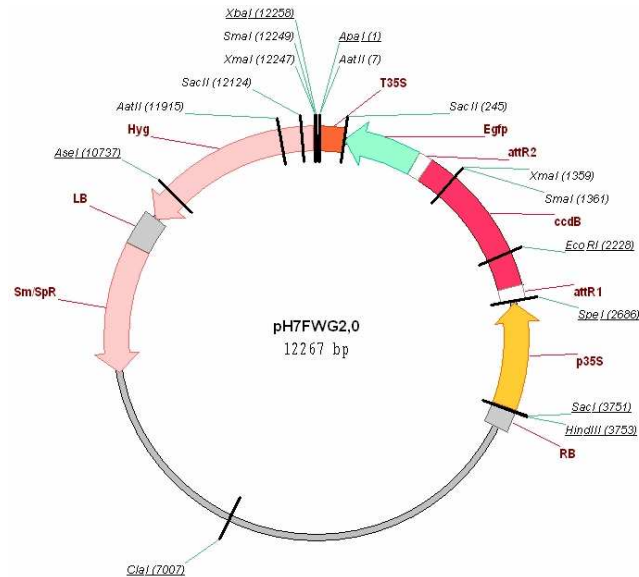 XbaI (12258)
SmaI (12249)
XmaI (12247)
SacII (12124)
AatII (11915)
Hyg
AseI (10737)
LB
Sm/SpR
ApaI (1)
AatII (7)
T35S
SacII (245)
Egfp
attR2
XmaI (1359)
SmaI (1361)
ccdB
EcoRI (2228)
attR1
SpeI (2686)
p35S
SacI (3751)
HindIII (3753)
RB
ClaI (7007)
pH7FWG2,0
12267 bp